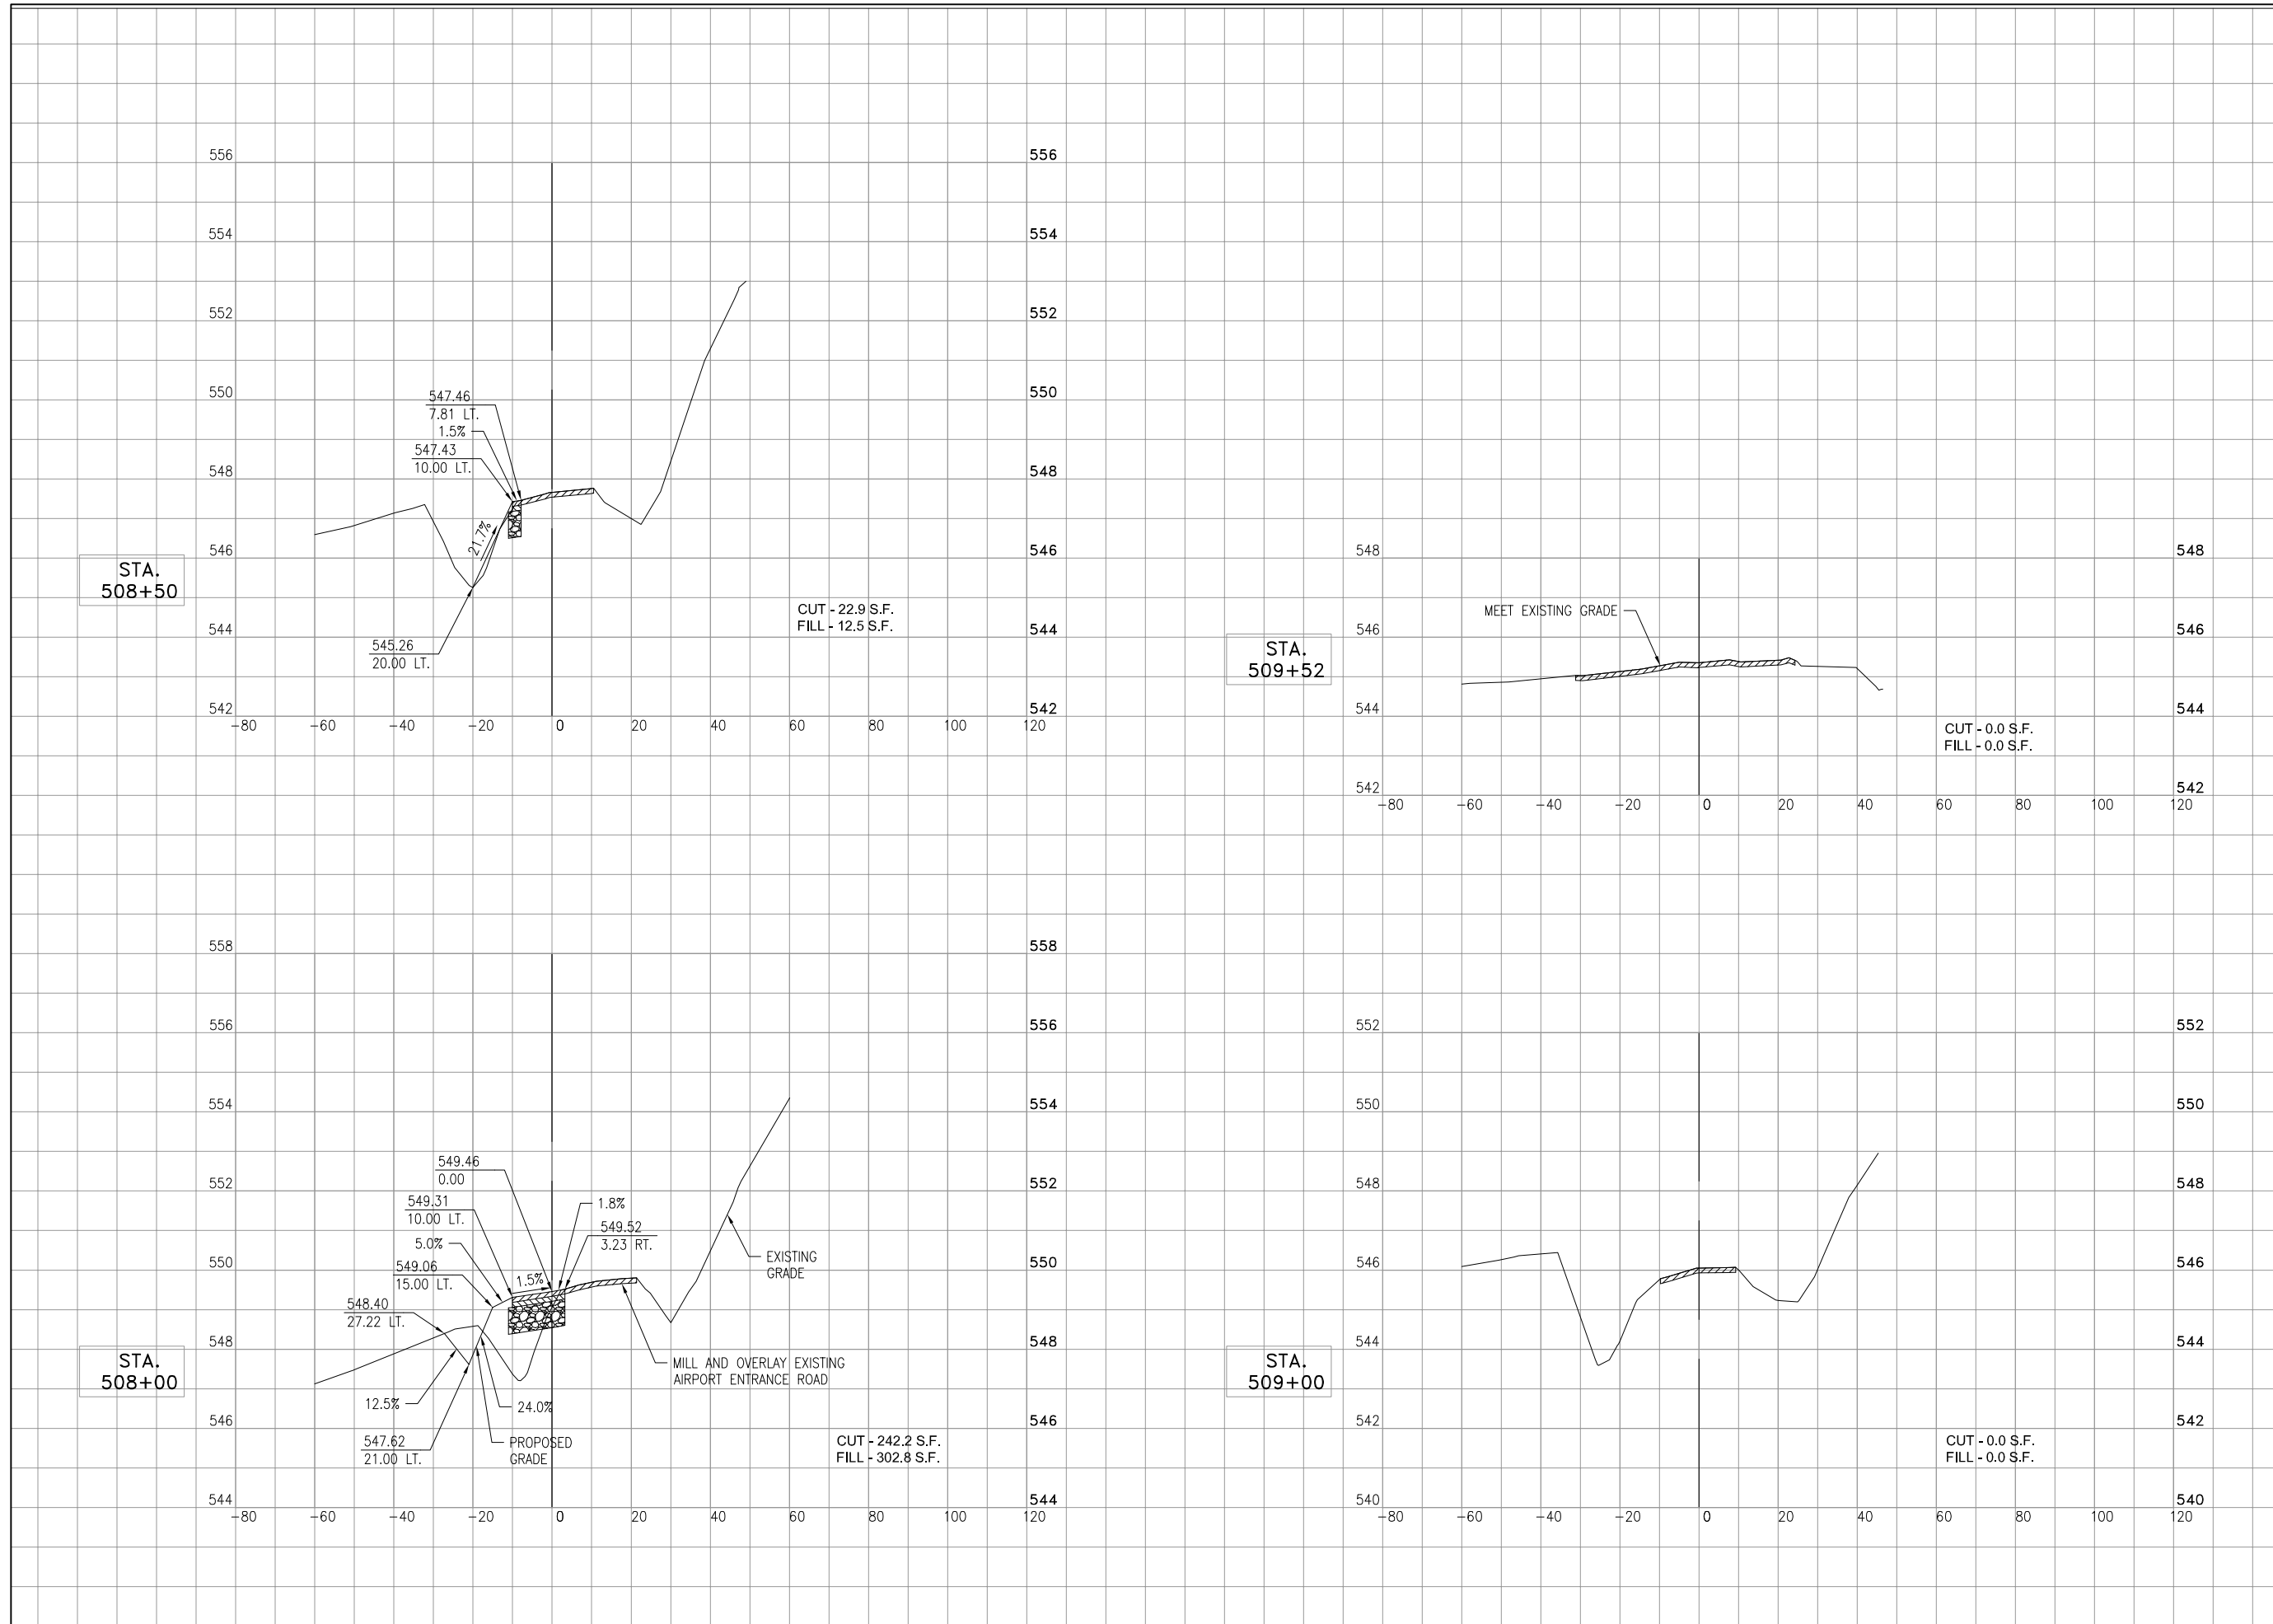 556 556
554 554
552 552
550 550
547.46
7.81 LT.
1.5%
547.43
10.00 LT.
548 548
21.7%
546 546
STA.
508+50
CUT - 22.9 S.F.
FILL - 12.5 S.F.
544 544
545.26
20.00 LT.
542 542
-80 -60 -40 -20 0 20 40 60 80 100 120
548 548
MEET EXISTING GRADE
546 546
STA.
509+52
544 544
CUT - 0.0 S.F.
FILL - 0.0 S.F.
542 542
-80 -60 -40 -20 0 20 40 60 80 100 120
558 558
556 556
554 554
549.46
0.00
552 552
549.31
10.00 LT.
1.8%
549.52
3.23 RT.
5.0%
EXISTING
GRADE
550 550
549.06
15.00 LT.
1.5%
548.40
27.22 LT.
548 548
STA.
508+00
MILL AND OVERLAY EXISTING
AIRPORT ENTRANCE ROAD
12.5%
24.0%
546 546
547.62
21.00 LT.
PROPOSED
GRADE
CUT - 242.2 S.F.
FILL - 302.8 S.F.
544 544
-80 -60 -40 -20 0 20 40 60 80 100 120
552 552
550 550
548 548
546 546
544 544
STA.
509+00
542 542
CUT - 0.0 S.F.
FILL - 0.0 S.F.
540 540
-80 -60 -40 -20 0 20 40 60 80 100 120